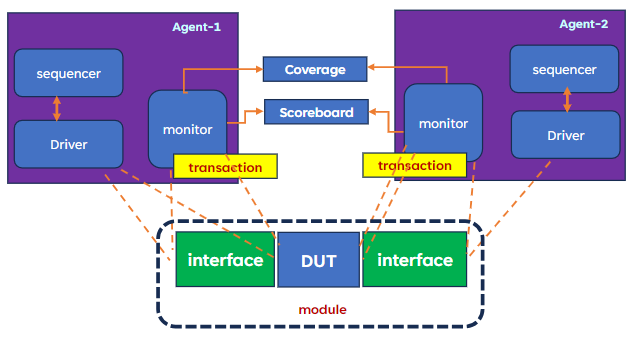 Agent-1
sequencer
Driver
monitor
transaction
Coverage
Scoreboard
Agent-2
sequencer
monitor
Driver
transaction
interface
DUT
interface
module